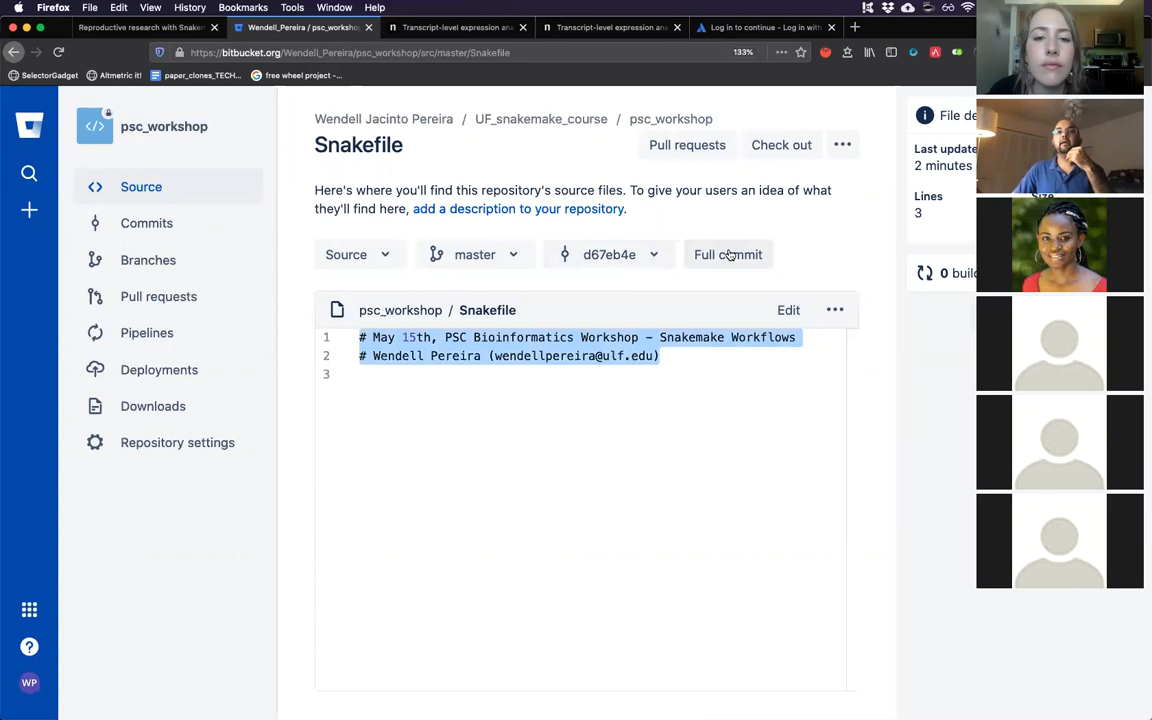 Firefox File Edit View History Bookmarks Tools Window Help
Reproductive research with Snaker
Wendell_Pereira / psc_worksho
Transcript-level expression ana
Transcript-level expression ana
Log in to continue - Log in with
https://bitbucket.org/Wendell_Pereira/psc_workshop/src/master/Snakefile
133%
SelectorGadget Altmetric it! paper_clones_TECH... free wheel project -...
psc_workshop
Source
Commits
Branches
Pull requests
Pipelines
Deployments
Downloads
Repository settings
WP
Wendell Jacinto Pereira / UF_snakemake_course / psc_workshop
Snakefile
Pull requests Check out
Here's where you'll find this repository's source files. To give your users an idea of what
they'll find here, add a description to your repository.
Source master d67eb4e Full commit
psc_workshop / Snakefile Edit
1 # May 15th, PSC Bioinformatics Workshop – Snakemake Workflows
2 # Wendell Pereira (wendellpereira@ulf.edu)
3
File de
Last update
2 minutes
Lines Size
3
0 buil